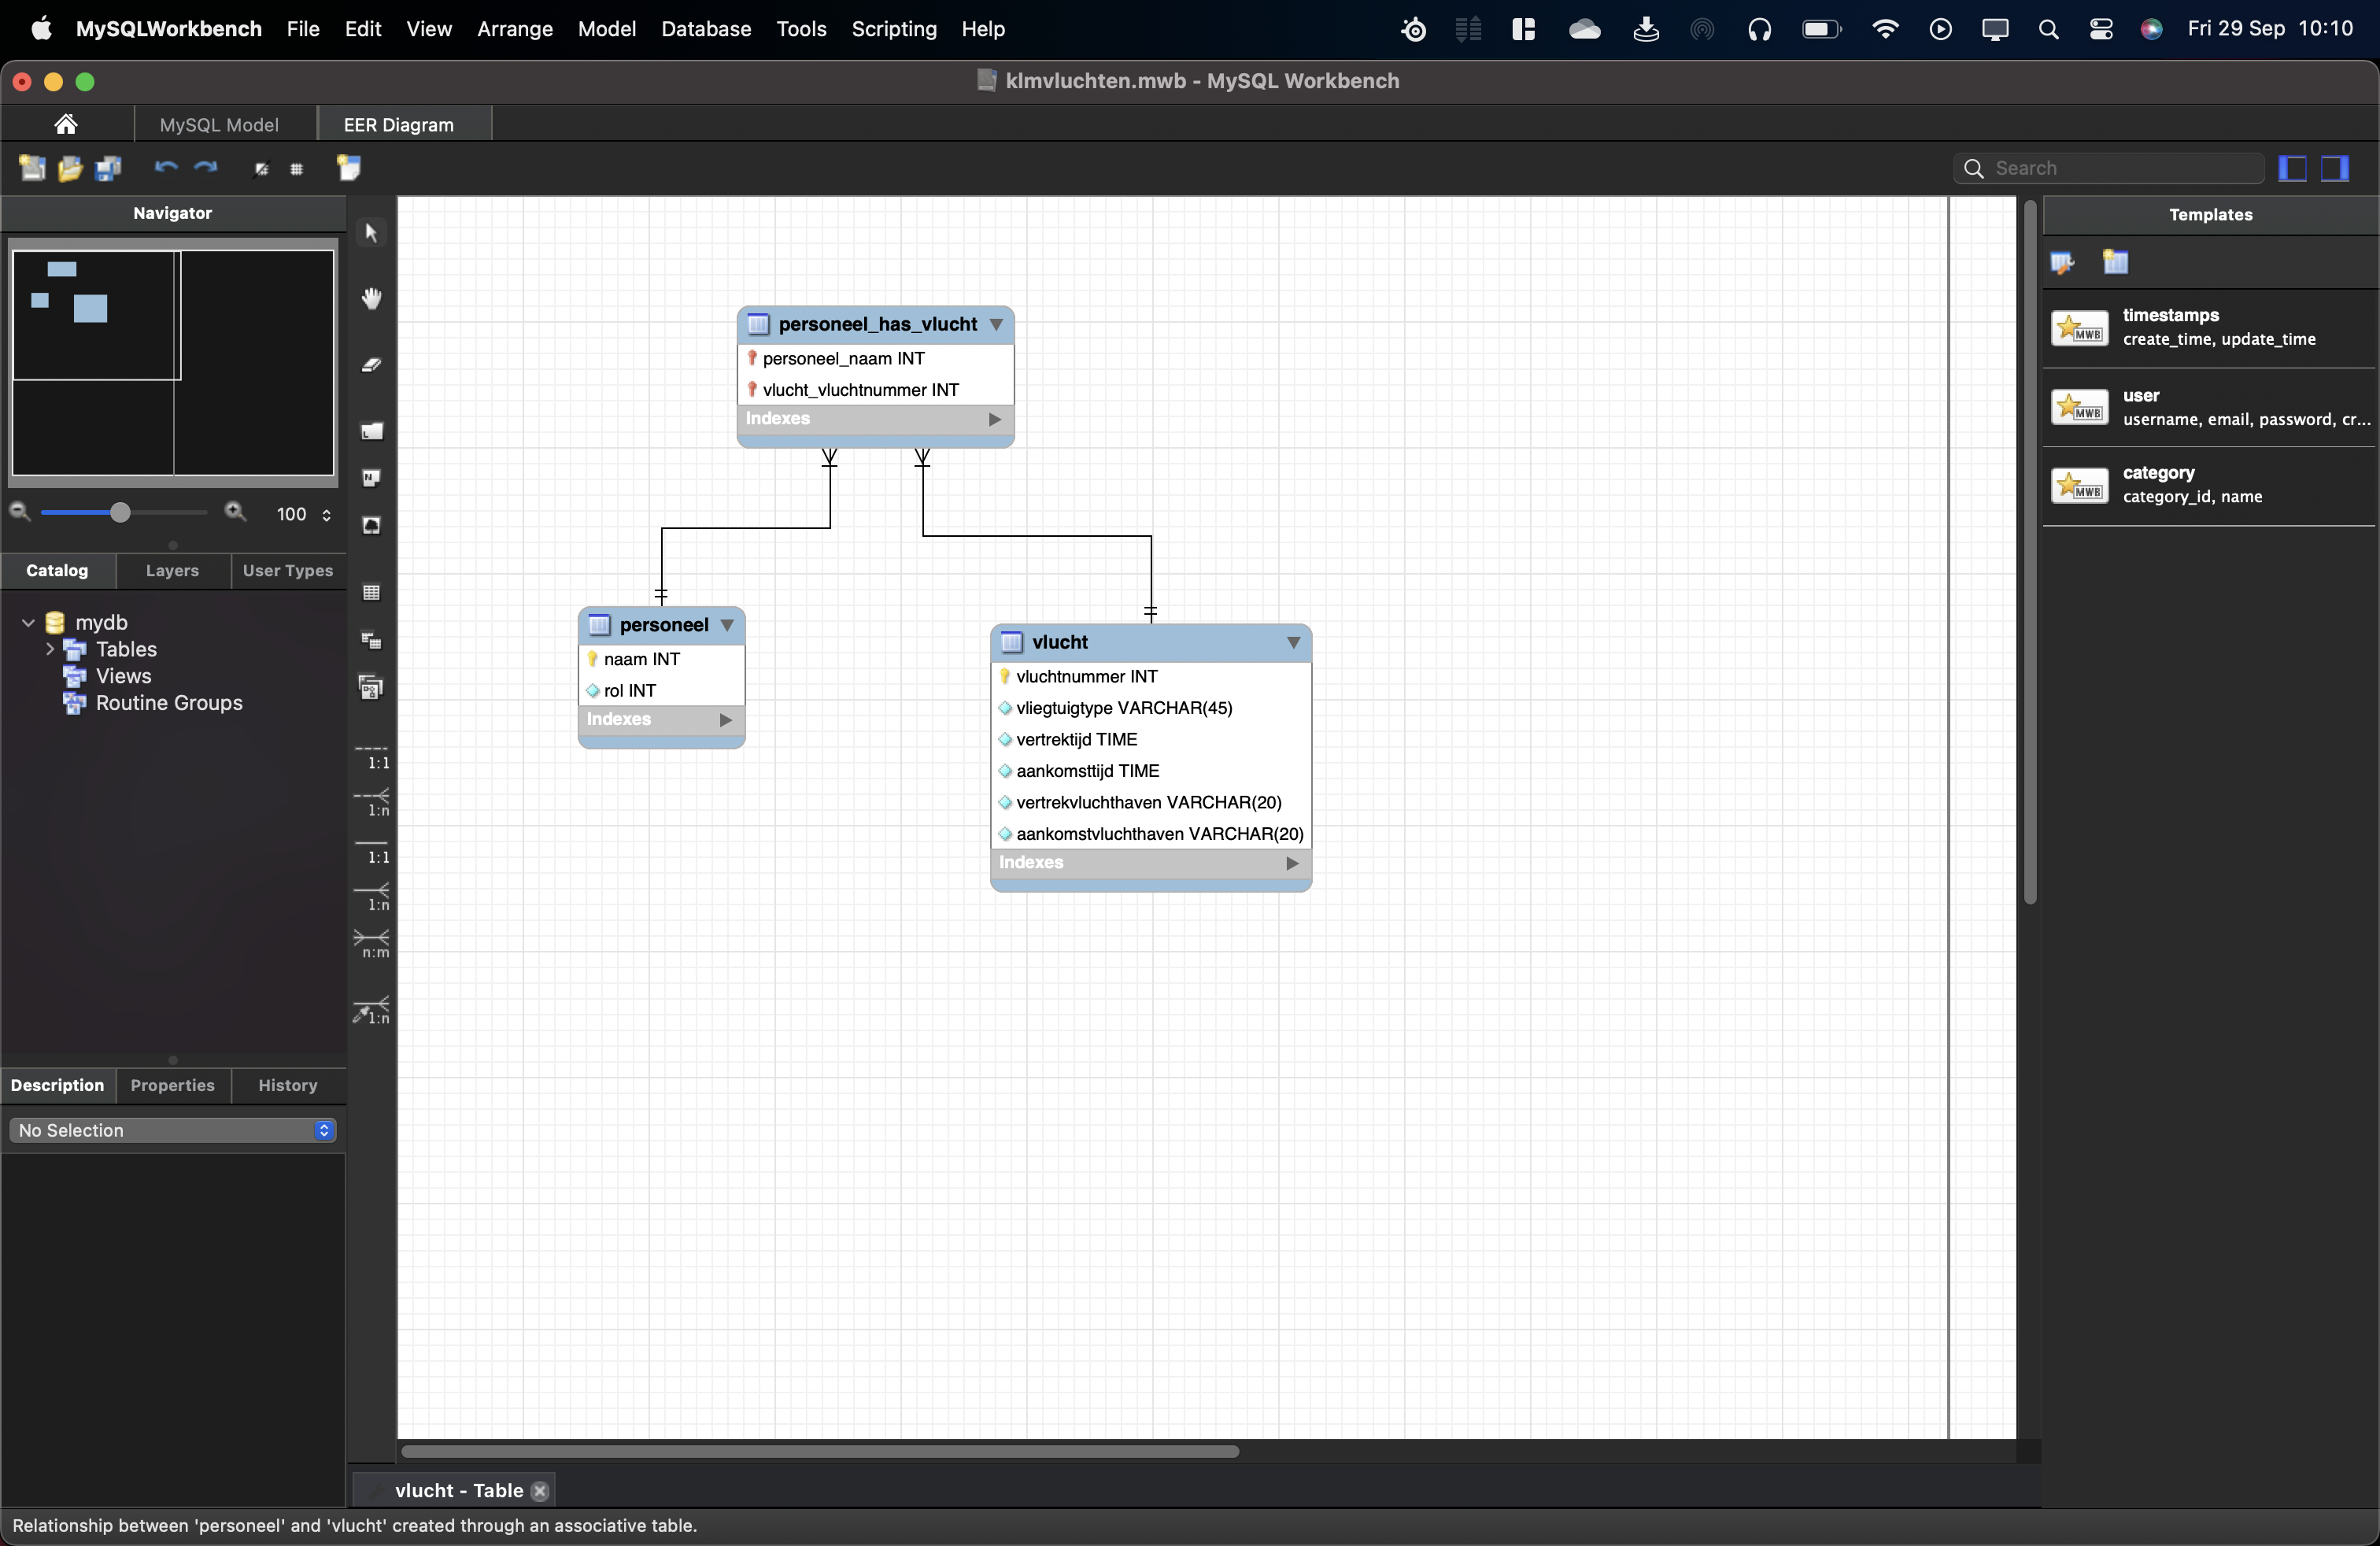 MySQLWorkbench File Edit View Arrange Model Database Tools Scripting Help Fri 29 Sep 10:10
klmvluchten.mwb - MySQL Workbench
MySQL Model EER Diagram
Search
Navigator
100
Catalog Layers User Types
mydb
Tables
Views
Routine Groups
Description Properties History
No Selection
1:1
1:n
1:1
1:n
n:m
1:n
personeel_has_vlucht
personeel_naam INT
vlucht_vluchtnummer INT
Indexes
personeel
naam INT
rol INT
Indexes
vlucht
vluchtnummer INT
vliegtuigtype VARCHAR(45)
vertrektijd TIME
aankomsttijd TIME
vertrekvluchthaven VARCHAR(20)
aankomstvluchthaven VARCHAR(20)
Indexes
Templates
MWB
timestamps
create_time, update_time
MWB
user
username, email, password, cr...
MWB
category
category_id, name
vlucht - Table
Relationship between 'personeel' and 'vlucht' created through an associative table.